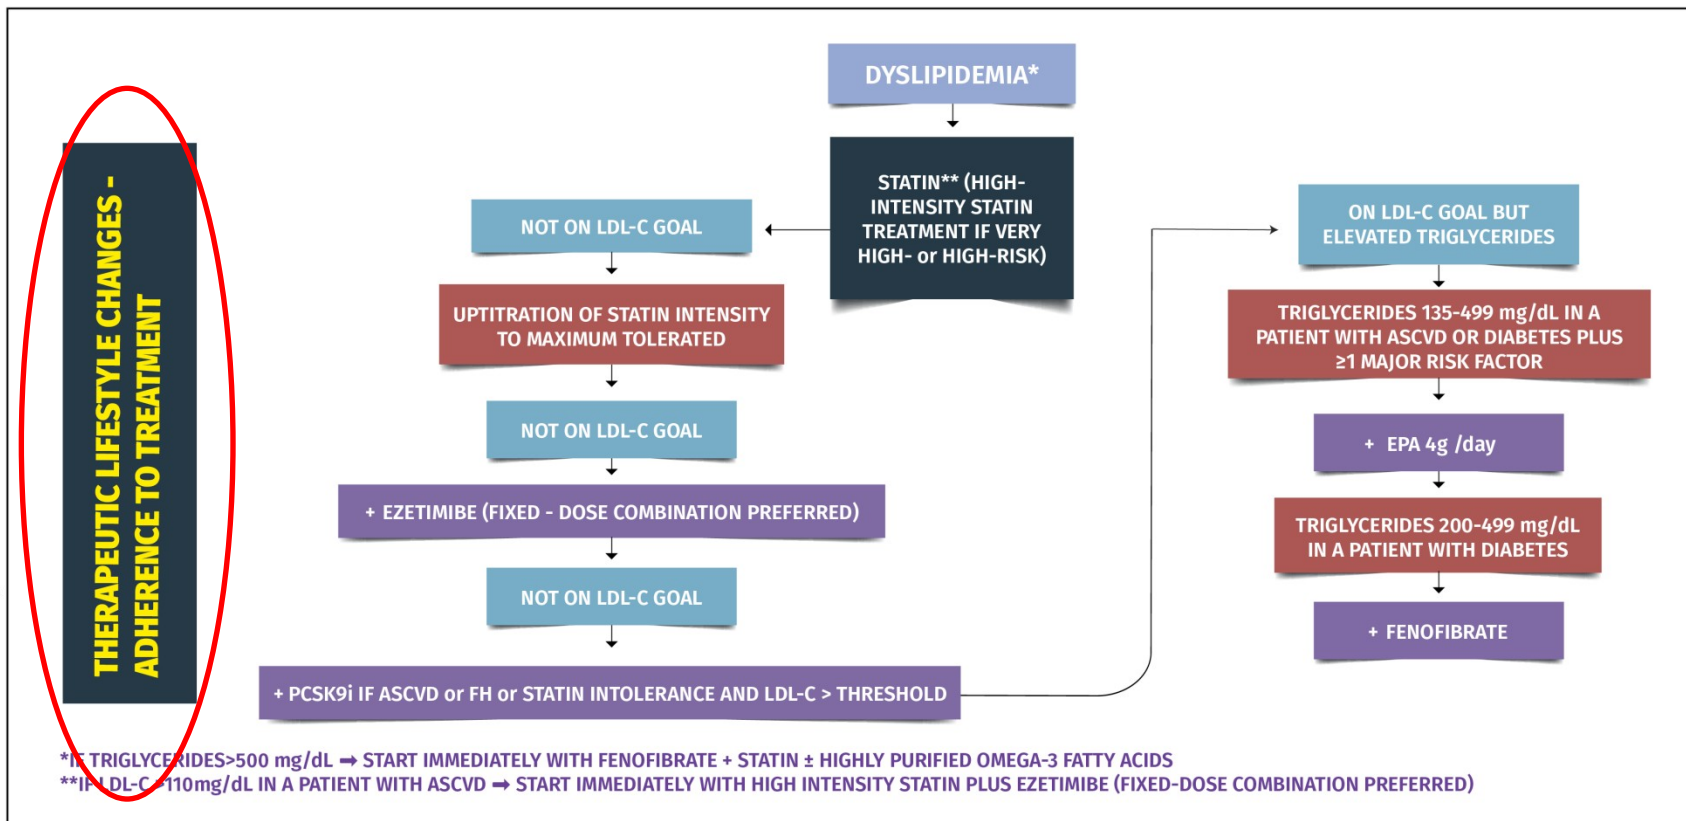 DYSLIPIDEMIA*
THERAPEUTIC LIFESTYLE CHANGES -
ADHERENCE TO TREATMENT
STATIN** (HIGH-
INTENSITY STATIN
TREATMENT IF VERY
HIGH- or HIGH-RISK)
NOT ON LDL-C GOAL
UPTITRATION OF STATIN INTENSITY
TO MAXIMUM TOLERATED
NOT ON LDL-C GOAL
+ EZETIMIBE (FIXED - DOSE COMBINATION PREFERRED)
NOT ON LDL-C GOAL
+ PCSK9i IF ASCVD or FH or STATIN INTOLERANCE AND LDL-C > THRESHOLD
ON LDL-C GOAL BUT
ELEVATED TRIGLYCERIDES
TRIGLYCERIDES 135-499 mg/dL IN A
PATIENT WITH ASCVD OR DIABETES PLUS
≥1 MAJOR RISK FACTOR
+ EPA 4g /day
TRIGLYCERIDES 200-499 mg/dL
IN A PATIENT WITH DIABETES
+ FENOFIBRATE
*IF TRIGLYCERIDES>500 mg/dL ➡ START IMMEDIATELY WITH FENOFIBRATE + STATIN ± HIGHLY PURIFIED OMEGA-3 FATTY ACIDS
**IF LDL-C >110mg/dL IN A PATIENT WITH ASCVD ➡ START IMMEDIATELY WITH HIGH INTENSITY STATIN PLUS EZETIMIBE (FIXED-DOSE COMBINATION PREFERRED)